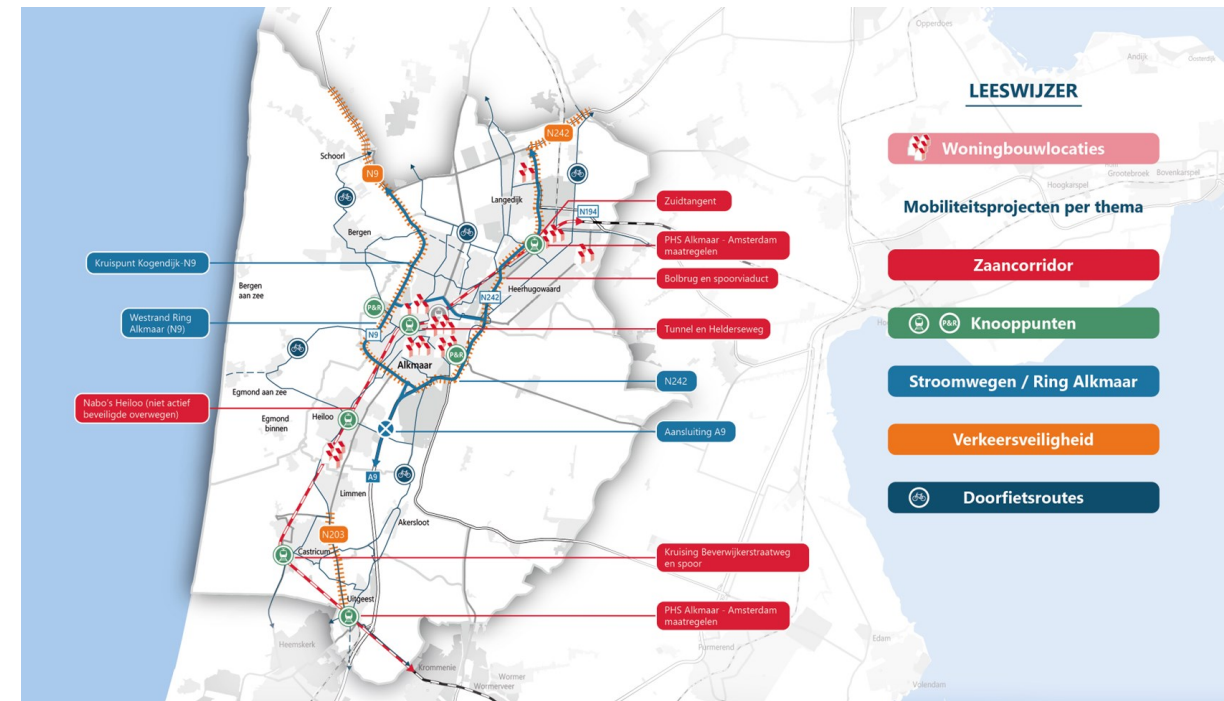 Opperdoes
Andijk
Oosterdijk
LEESWIJZER
N242
Woningbouwlocaties
Schoorl
N9
Grootebroek
Bovenkarspel
Hoogkarspel
Langedijk
Zuidtangent
N194
Mobiliteitsprojecten per thema
Bergen
PHS Alkmaar - Amsterdam
maatregelen
Kruispunt Kogendijk-N9
Zaancorridor
Bolbrug en spoorviaduct
Bergen
aan zee
Heerhugowaard
N242
P&R
Westrand Ring
Alkmaar (N9)
P&R
Knooppunten
Tunnel en Helderseweg
N9
P&R
Alkmaar
N242
Stroomwegen / Ring Alkmaar
Egmond aan zee
Nabo's Heiloo (niet actief
beveiligde overwegen)
Egmond
binnen
Heiloo
Aansluiting A9
Verkeersveiligheid
A9
Limmen
Doorfietsroutes
Akersloot
N203
Castricum
Kruising Beverwijkerstraatweg
en spoor
Uitgeest
PHS Alkmaar - Amsterdam
maatregelen
Heemskerk
Edam
Purmerend
Krommenie
Wormer
Wormerveer
Volendam